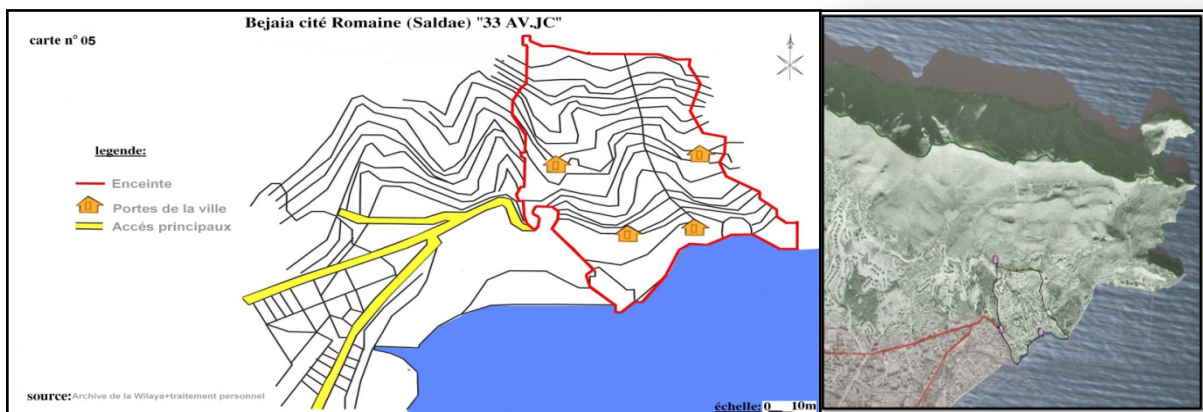 Bejaia cité Romaine (Saldae) "33 AV.JC"
carte n° 05
legende:
Enceinte
Portes de la ville
Accés principaux
source:Archive de la Wilaya+traitement personnel
échelle: 0 10m